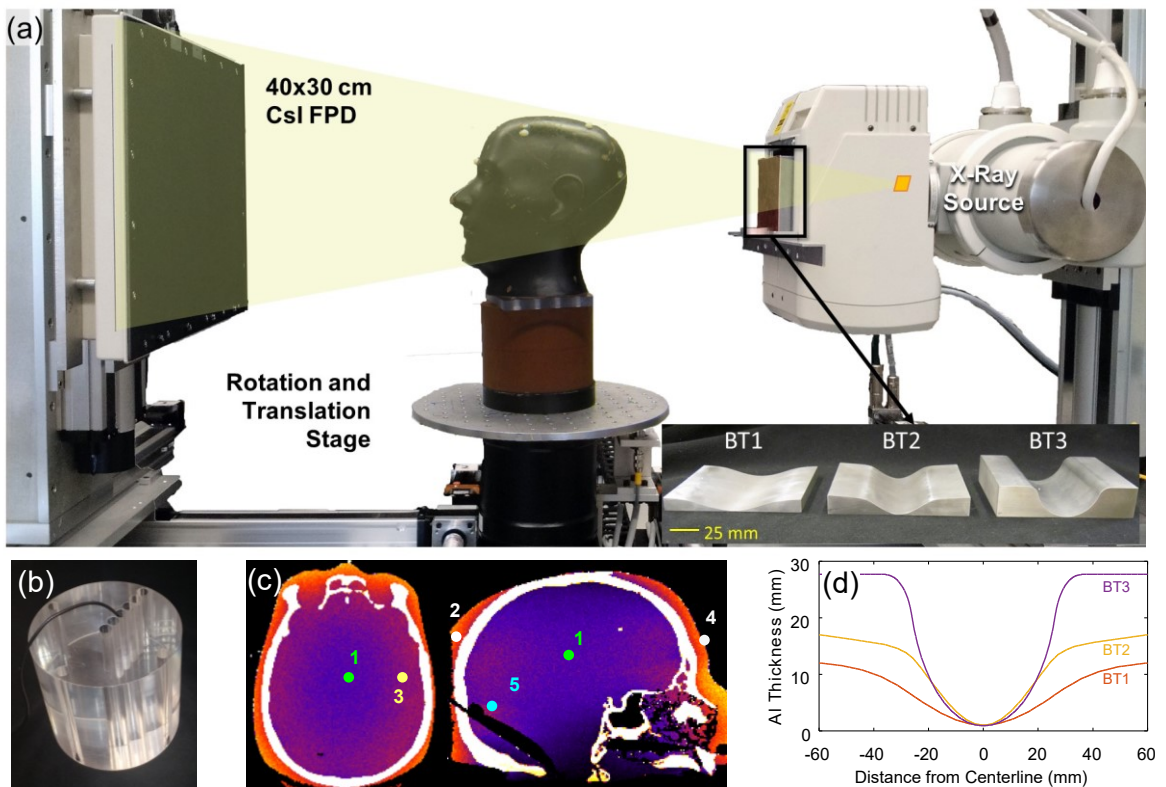 (a)
40x30 cm
CsI FPD
X-Ray
Source
Rotation and
Translation
Stage
BT1
BT2
BT3
25 mm
(b)
(c)
1
3
2
1
4
5
(d)
Al Thickness (mm)
30
20
10
0
BT3
BT2
BT1
-60
-40
-20
0
20
40
60
Distance from Centerline (mm)